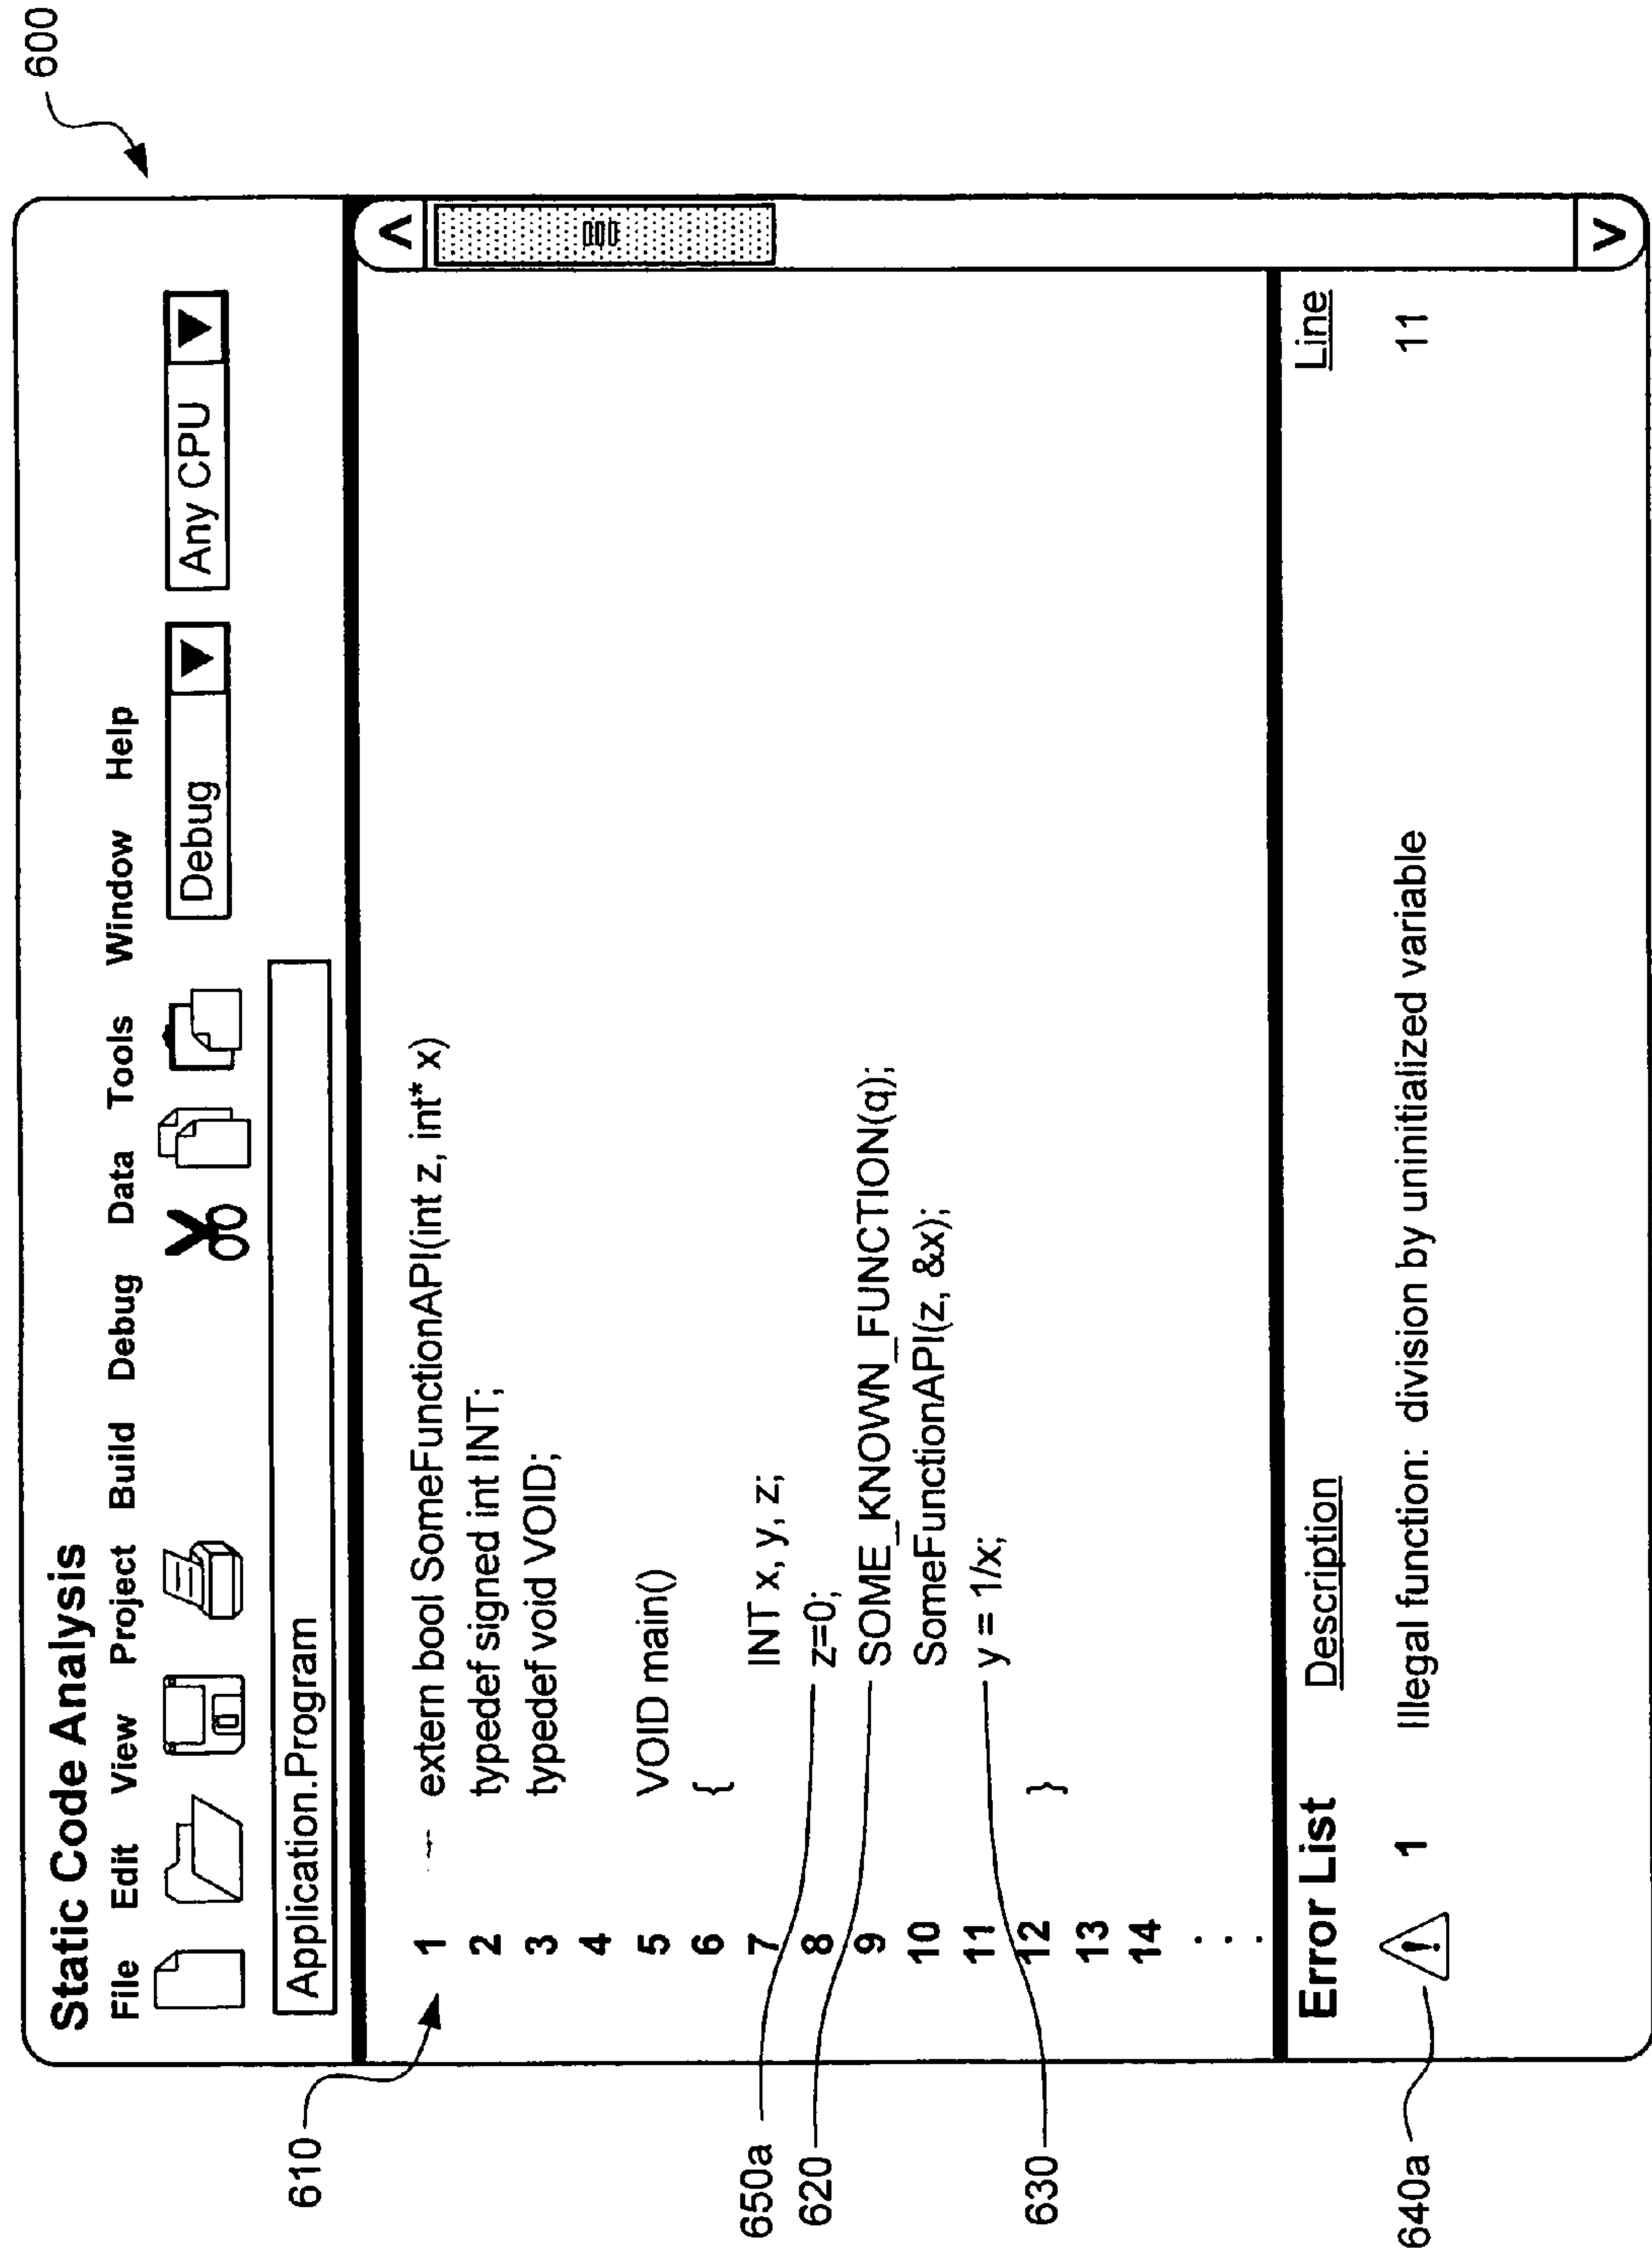 600
Static Code Analysis
File Edit View Project Build Debug Data Tools Window Help
Debug
Any CPU
Application.Program
610
1 extern bool SomeFunctionAPI(int z, int* x)
2 typedef signed int INT;
3 typedef void VOID;
4
5 VOID main()
6 {
7 INT x, y, z;
650a
8 z=0;
620
9 SOME_KNOWN_FUNCTION(q);
10 SomeFunctionAPI(z, &x);
630
11 y = 1/x;
12 }
13
14
Error List Description Line
640a
1 Illegal function: division by uninitialized variable 11